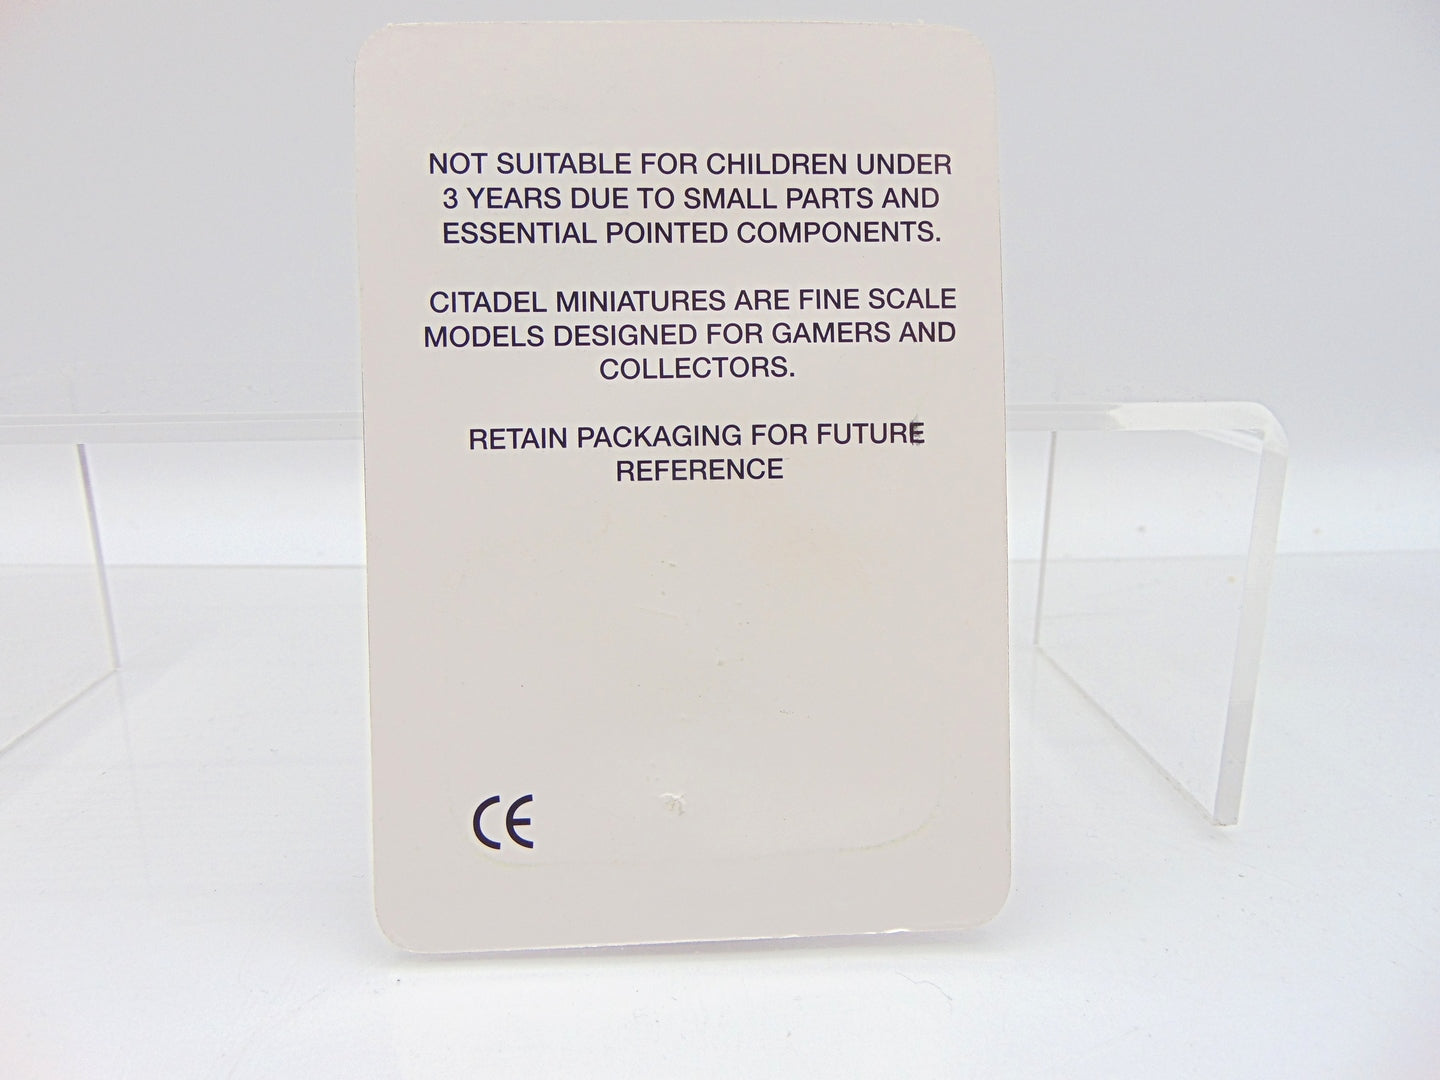 NOT SUITABLE FOR CHILDREN UNDER
3 YEARS DUE TO SMALL PARTS AND
ESSENTIAL POINTED COMPONENTS.
CITADEL MINIATURES ARE FINE SCALE
MODELS DESIGNED FOR GAMERS AND
COLLECTORS.
RETAIN PACKAGING FOR FUTURE
REFERENCE
CE